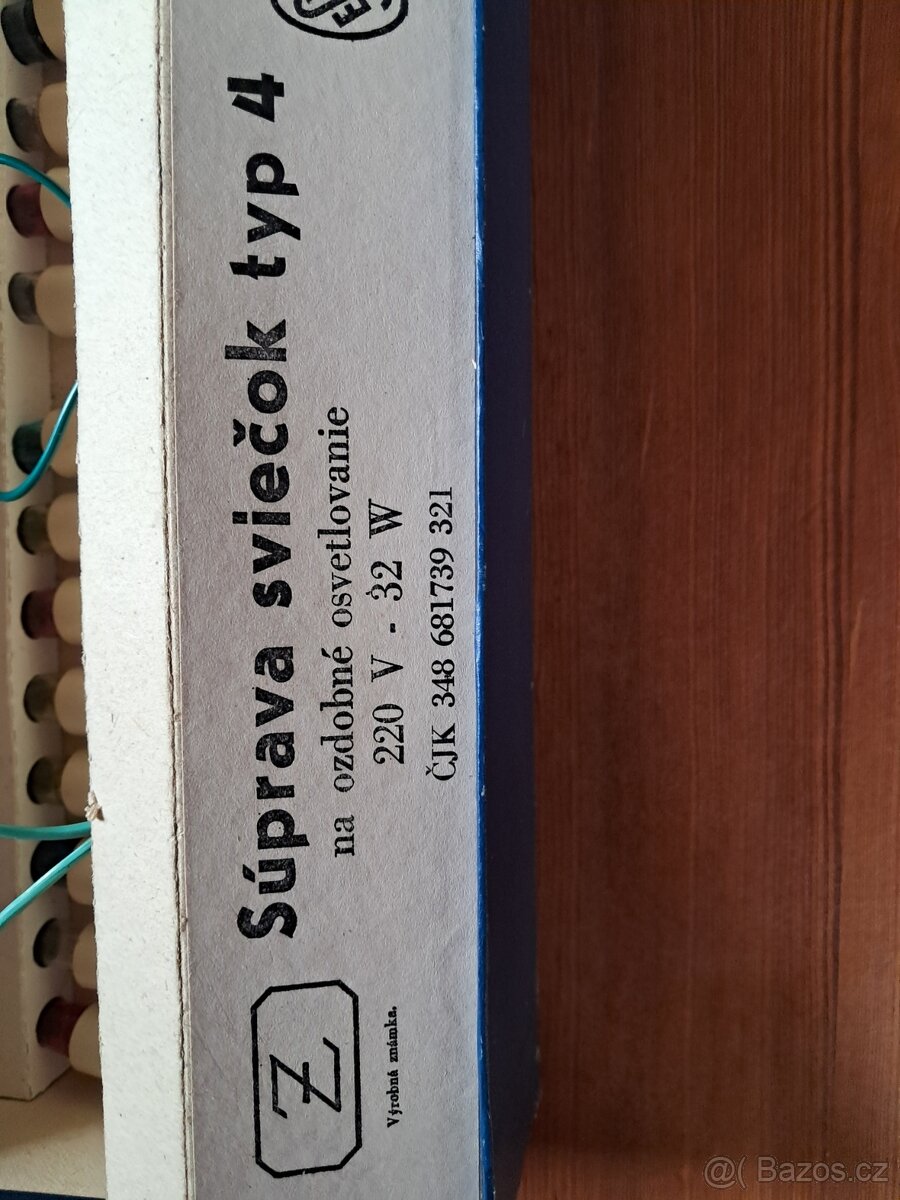 Súprava sviečok typ 4
na ozdobné osvetlovanie
220 V - 32 W
ČJK 348 681739 321
Z
Výrobná známka.
@( Bazos.cz